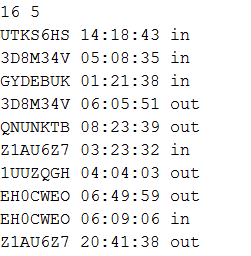 16 5
UTKS6HS 14:18:43 in
3D8M34V 05:08:35 in
GYDEBUK 01:21:38 in
3D8M34V 06:05:51 out
QNUNKTB 08:23:39 out
Z1AU6Z7 03:23:32 in
1UUZQGH 04:04:03 out
EH0CWEO 06:49:59 out
EH0CWEO 06:09:06 in
Z1AU6Z7 20:41:38 out